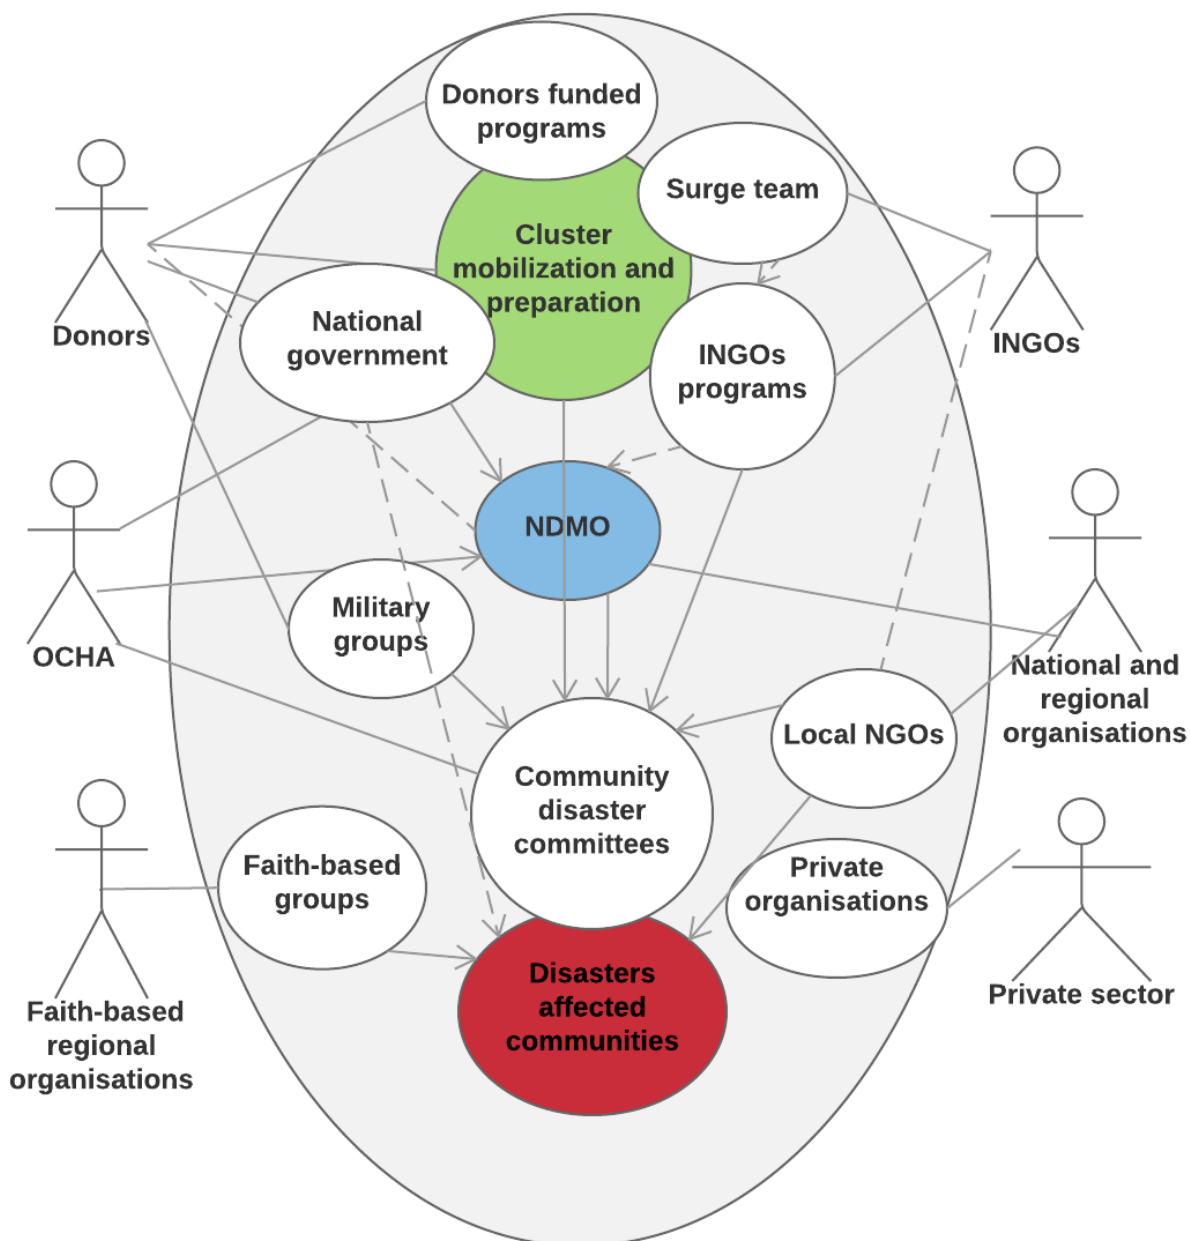 Donors funded
programs
Surge team
Cluster
mobilization and
preparation
Donors
National
government
INGOs
programs
INGOs
NDMO
OCHA
Military
groups
National and
regional
organisations
Local NGOs
Community
disaster
committees
Faith-based
groups
Private
organisations
Disasters
affected
communities
Private sector
Faith-based
regional
organisations